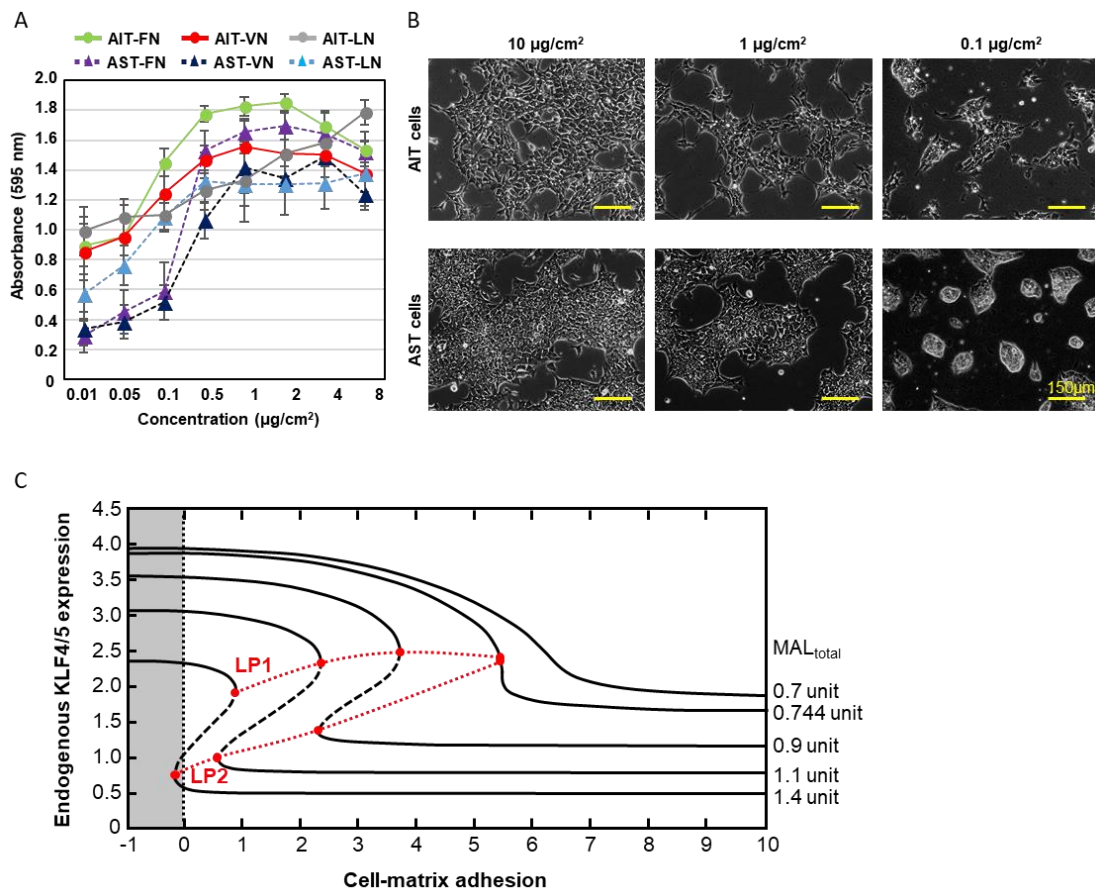 A
AIT-FN AIT-VN AIT-LN
AST-FN AST-VN AST-LN
2.0
1.8
1.6
1.4
1.2
1.0
0.8
0.6
0.4
0.2
0
Absorbance (595 nm)
0.01 0.05 0.1 0.5 1 2 4 8
Concentration (µg/cm²)
B
10 µg/cm² 1 µg/cm² 0.1 µg/cm²
AIT cells
AST cells
150µm
C
4.5
4.0
3.5
3.0
2.5
2.0
1.5
1.0
0.5
0
Endogenous KLF4/5 expression
LP1
LP2
MALtotal
0.7 unit
0.744 unit
0.9 unit
1.1 unit
1.4 unit
-1 0 1 2 3 4 5 6 7 8 9 10
Cell-matrix adhesion